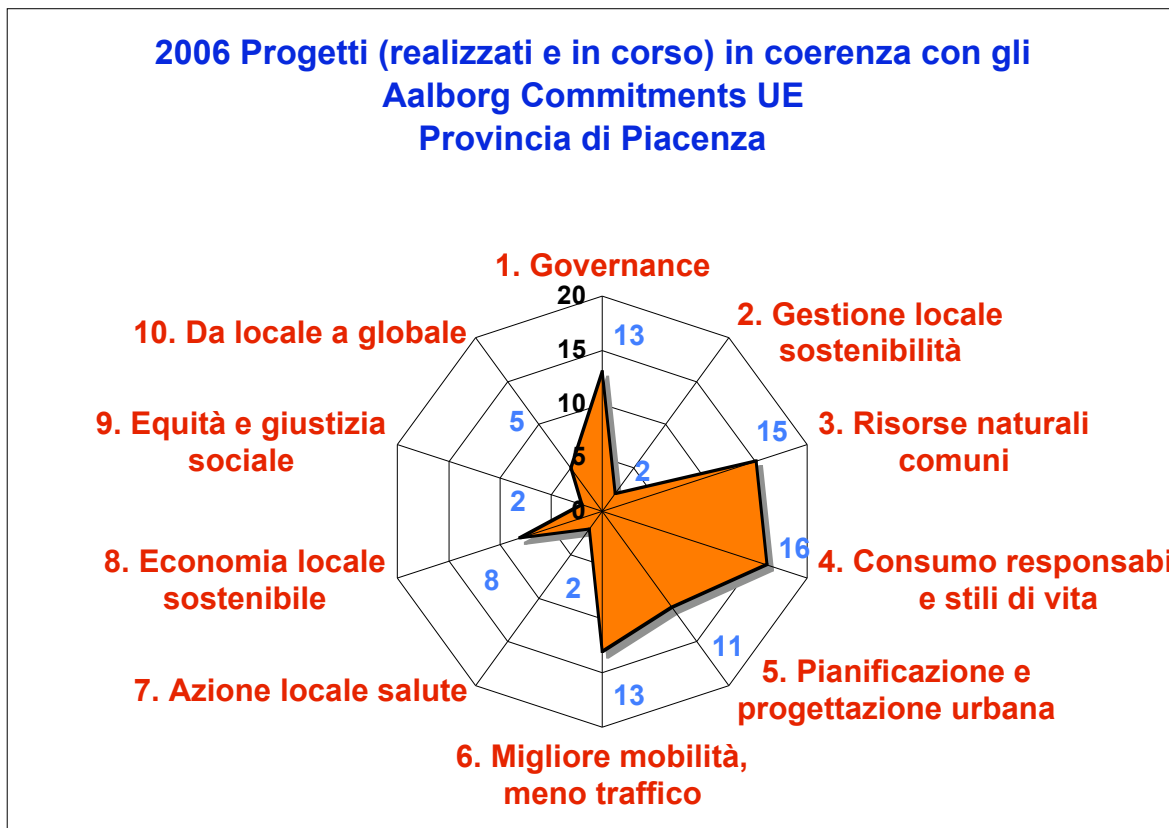 2006 Progetti (realizzati e in corso) in coerenza con gli
Aalborg Commitments UE
Provincia di Piacenza
1. Governance
20
15
10
5
0
13
2. Gestione locale
sostenibilità
2
3. Risorse naturali
comuni
15
4. Consumo responsabi
e stili di vita
16
5. Pianificazione e
progettazione urbana
11
6. Migliore mobilità,
meno traffico
13
7. Azione locale salute
2
8. Economia locale
sostenibile
8
9. Equità e giustizia
sociale
2
10. Da locale a globale
5